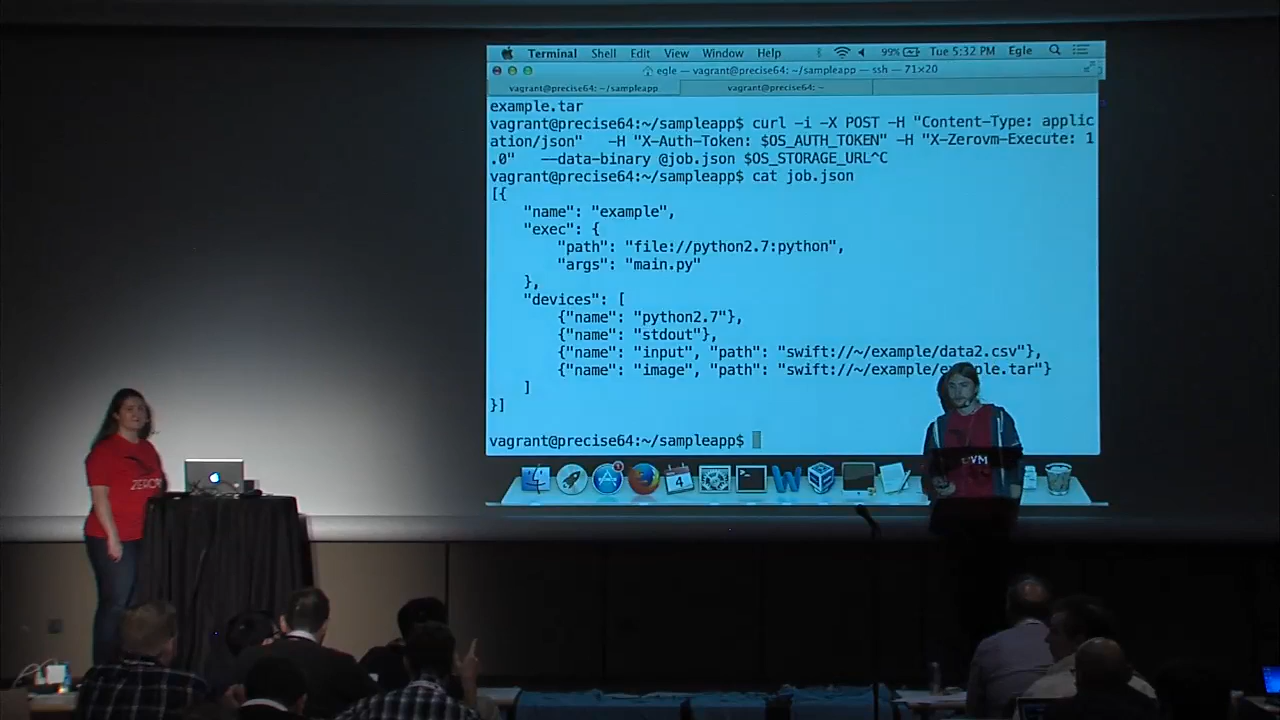 Terminal Shell Edit View Window Help 99% Tue 5:32 PM Egle
egle — vagrant@precise64: ~/sampleapp — ssh — 71×20
vagrant@precise64: ~/sampleapp vagrant@precise64: ~
example.tar
vagrant@precise64:~/sampleapp$ curl -i -X POST -H "Content-Type: applic
ation/json" -H "X-Auth-Token: $OS_AUTH_TOKEN" -H "X-Zerovm-Execute: 1
.0" --data-binary @job.json $OS_STORAGE_URL^C
vagrant@precise64:~/sampleapp$ cat job.json
[{
"name": "example",
"exec": {
"path": "file://python2.7:python",
"args": "main.py"
},
"devices": [
{"name": "python2.7"},
{"name": "stdout"},
{"name": "input", "path": "swift://~/example/data2.csv"},
{"name": "image", "path": "swift://~/example/example.tar"}
]
}]
vagrant@precise64:~/sampleapp$
4